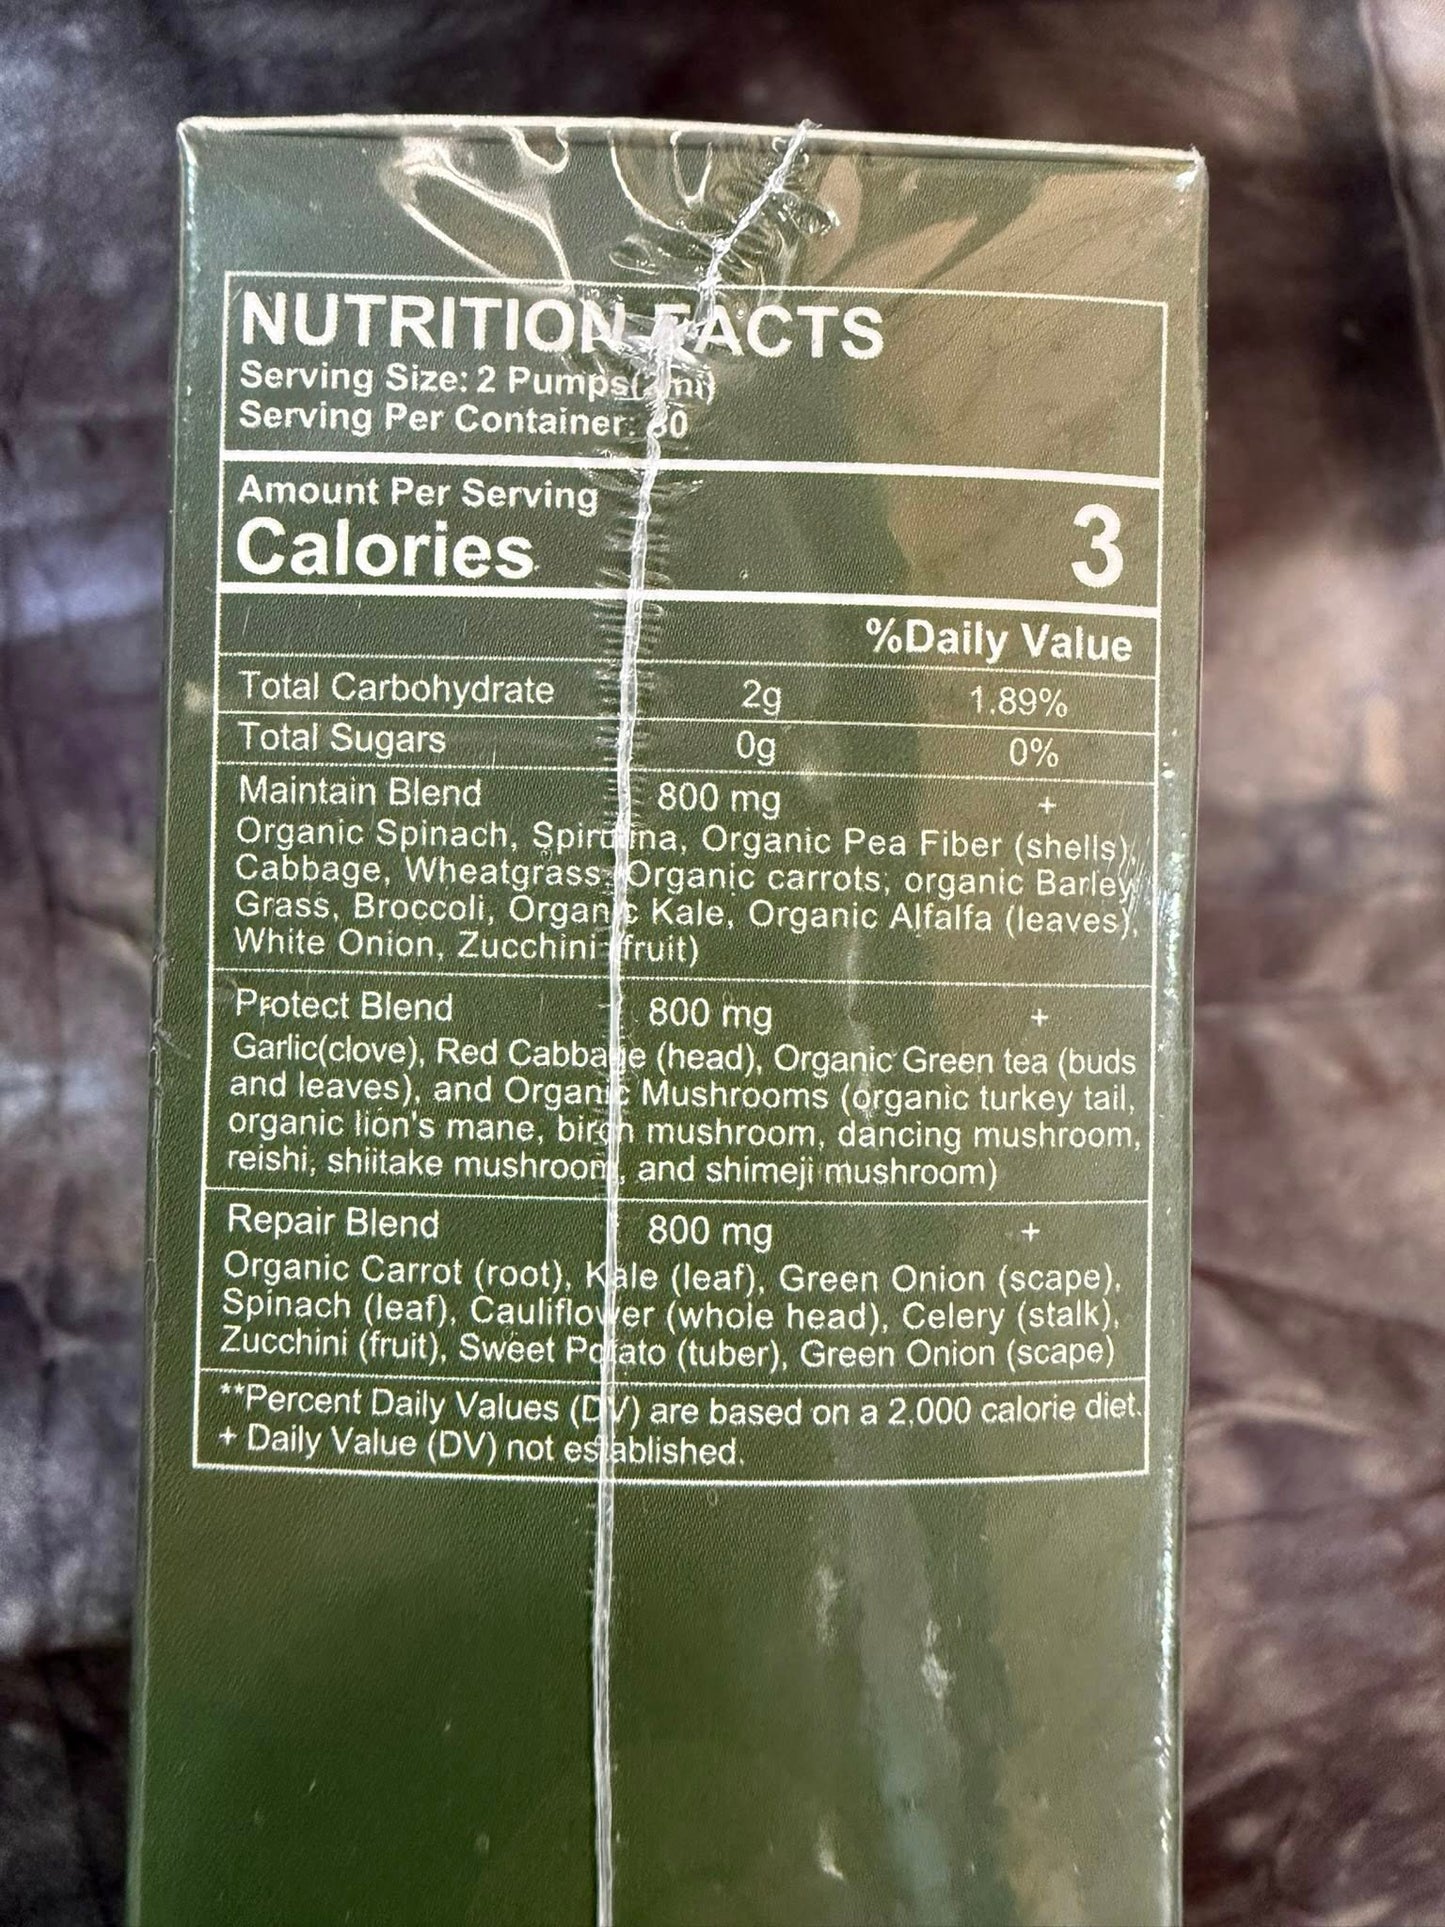 NUTRITION FACTS
Serving Size: 2 Pumps
Serving Per Container:
Amount Per Serving
Calories 3
%Daily Value
Total Carbohydrate 2g 1.89%
Total Sugars 0g 0%
Maintain Blend 800 mg +
Organic Spinach, Spirulina, Organic Pea Fiber (shells),
Cabbage, Wheatgrass, Organic carrots, organic Barley
Grass, Broccoli, Organic Kale, Organic Alfalfa (leaves),
White Onion, Zucchini (fruit)
Protect Blend 800 mg +
Garlic(clove), Red Cabbage (head), Organic Green tea (buds
and leaves), and Organic Mushrooms (organic turkey tail,
organic lion's mane, birch mushroom, dancing mushroom,
reishi, shiitake mushroom, and shimeji mushroom)
Repair Blend 800 mg +
Organic Carrot (root), Kale (leaf), Green Onion (scape),
Spinach (leaf), Cauliflower (whole head), Celery (stalk),
Zucchini (fruit), Sweet Potato (tuber), Green Onion (scape)
**Percent Daily Values (DV) are based on a 2,000 calorie diet.
+ Daily Value (DV) not established.